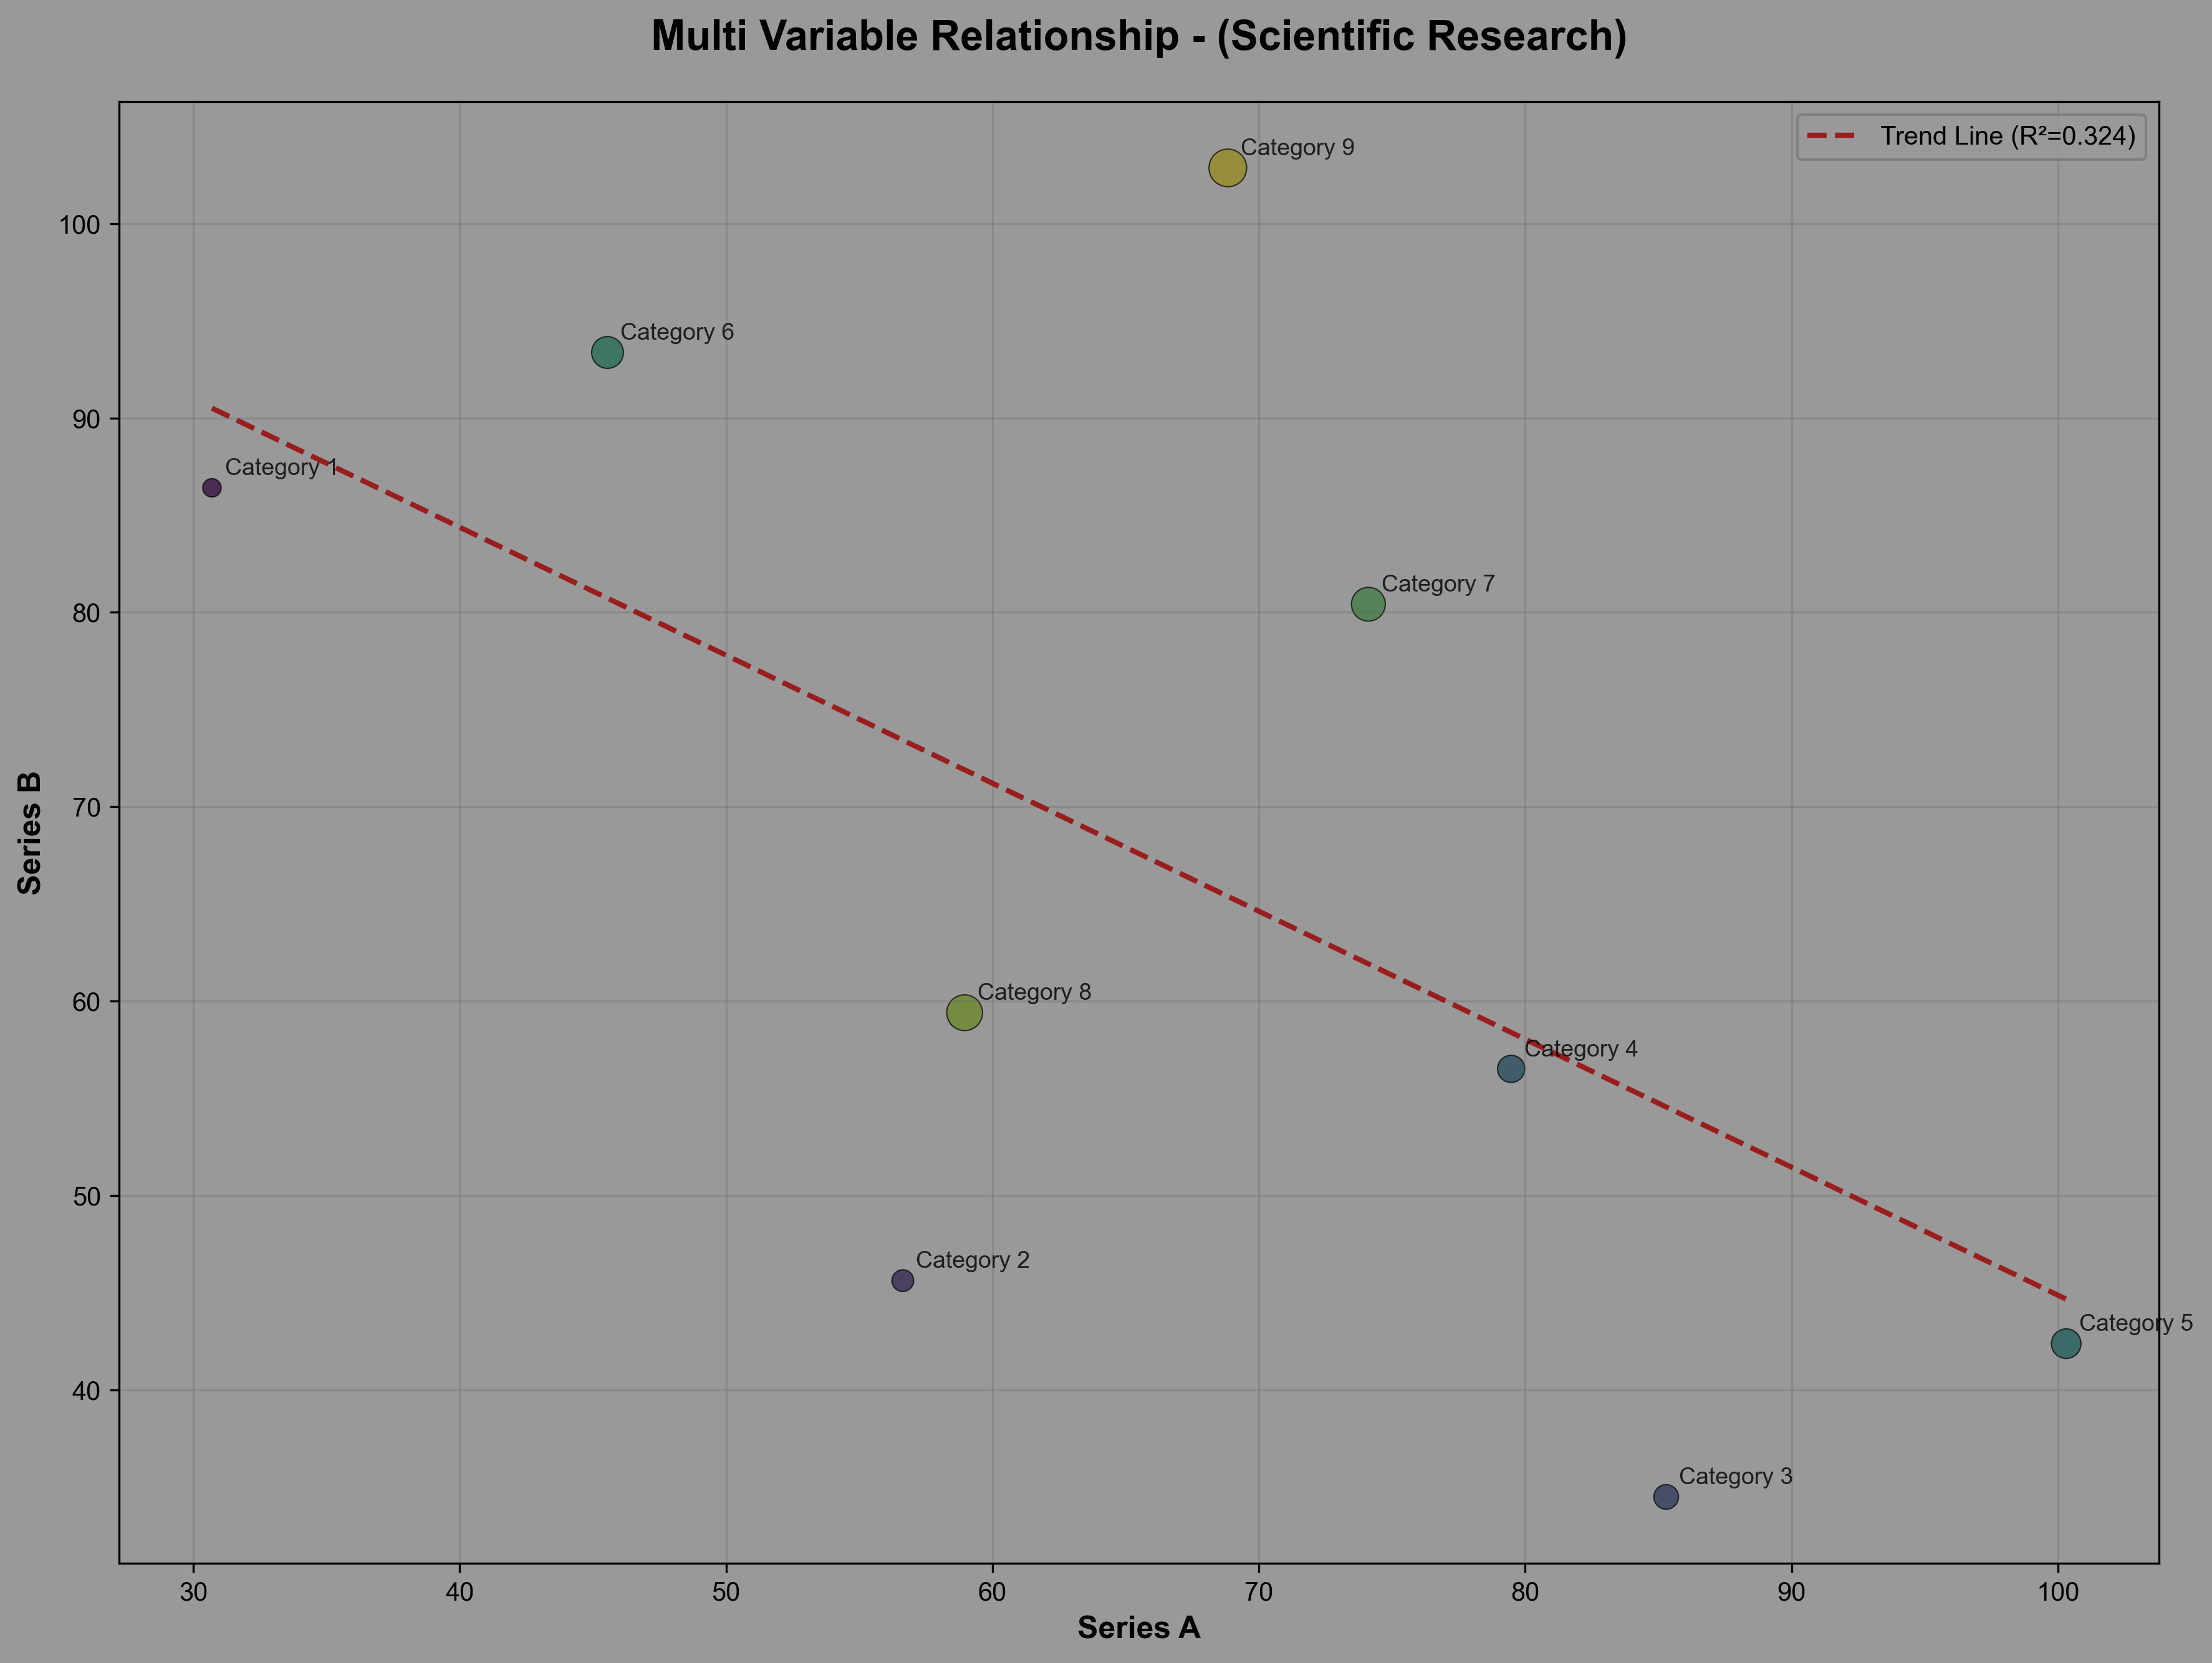 Multi Variable Relationship - (Scientific Research)
Trend Line (R²=0.324)
Category 9
Category 6
Category 1
Category 7
Category 8
Category 4
Category 2
Category 5
Category 3
100
90
80
70
60
50
40
Series B
30 40 50 60 70 80 90 100
Series A